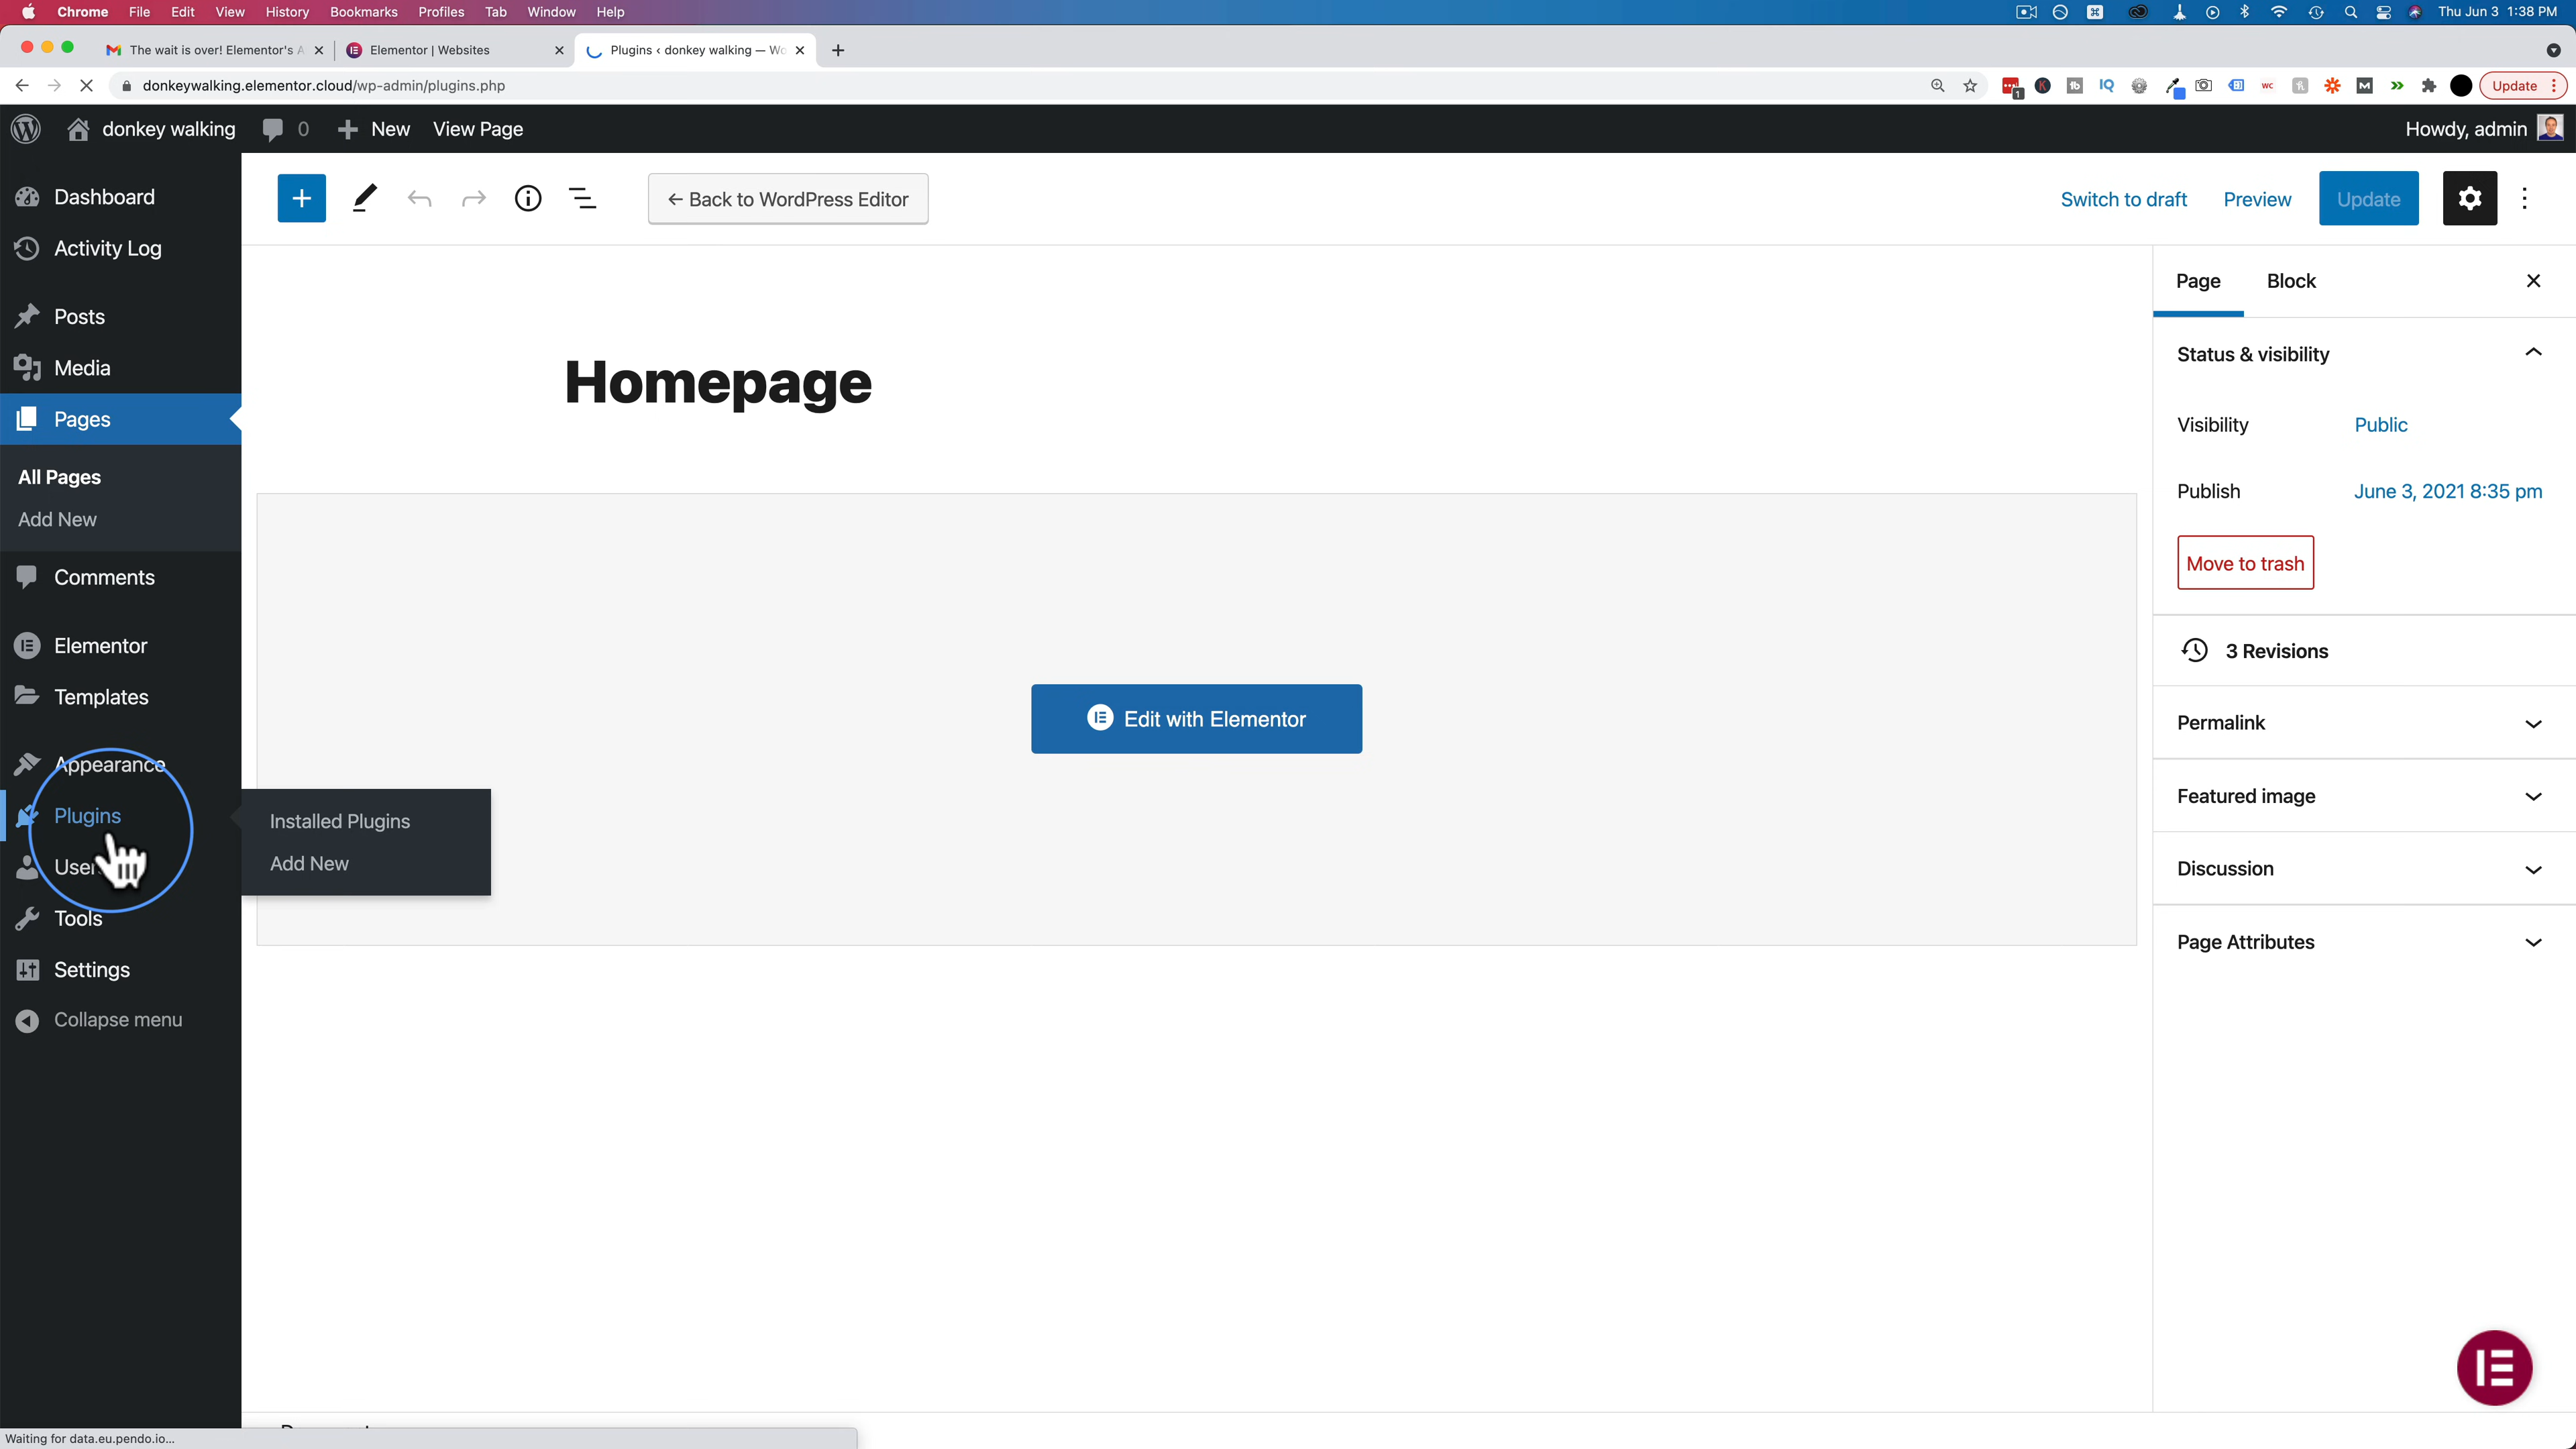 Chrome File Edit View History Bookmarks Profiles Tab Window Help
Thu Jun 3 1:38 PM
The wait is over! Elementor's A
Elementor | Websites
Plugins ‹ donkey walking — Wo
donkeywalking.elementor.cloud/wp-admin/plugins.php
1
IQ
WC
Update
donkey walking 0 New View Page
Howdy, admin
Dashboard
Activity Log
Posts
Media
Pages
All Pages
Add New
Comments
Elementor
Templates
Appearance
Plugins
Tools
Settings
Collapse menu
Installed Plugins
Add New
← Back to WordPress Editor
Switch to draft
Preview
Update
Homepage
Edit with Elementor
Page
Block
Status & visibility
Visibility
Public
Publish
June 3, 2021 8:35 pm
Move to trash
3 Revisions
Permalink
Featured image
Discussion
Page Attributes
Waiting for data.eu.pendo.io...